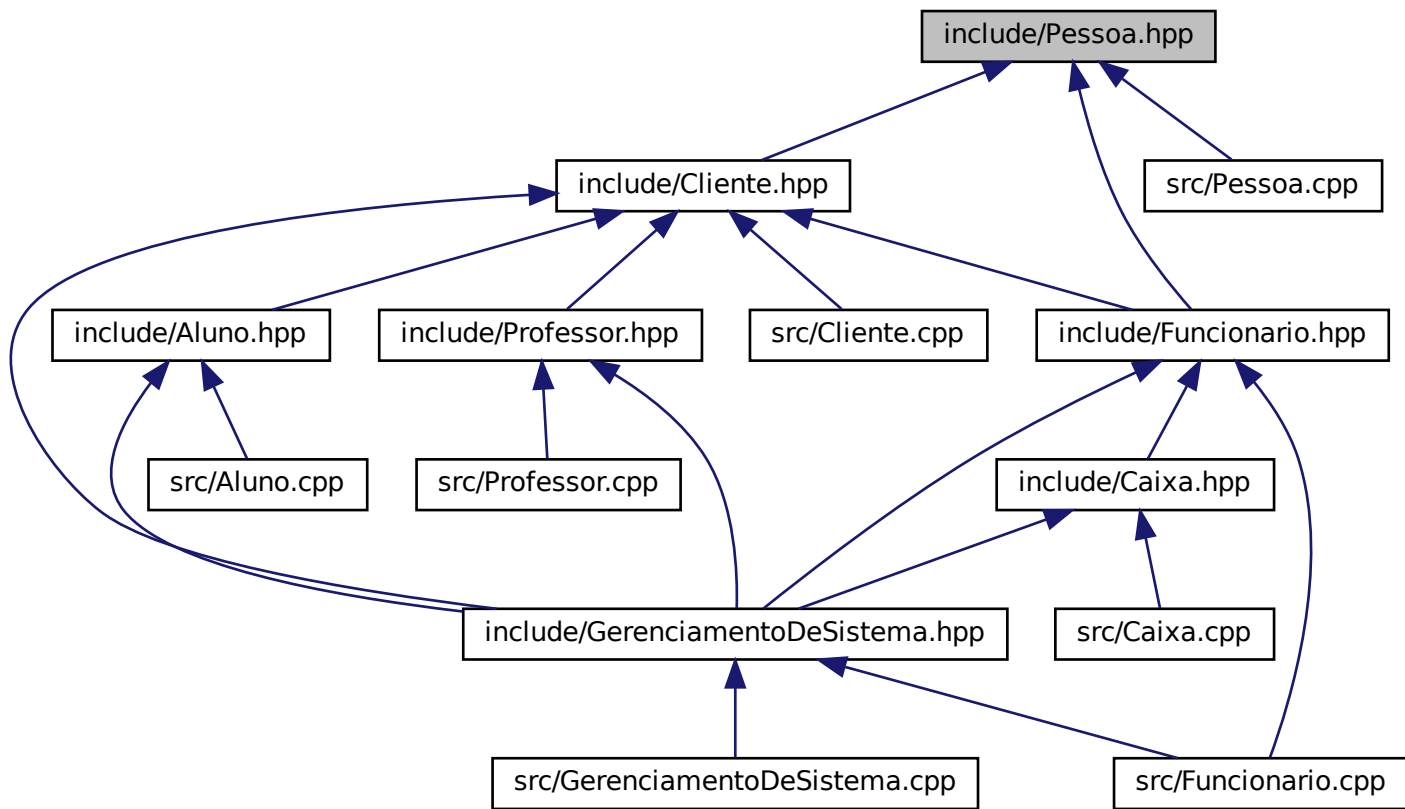 include/Pessoa.hpp
include/Cliente.hpp
src/Pessoa.cpp
include/Aluno.hpp
include/Professor.hpp
src/Cliente.cpp
include/Funcionario.hpp
src/Aluno.cpp
src/Professor.cpp
include/Caixa.hpp
include/GerenciamentoDeSistema.hpp
src/Caixa.cpp
src/GerenciamentoDeSistema.cpp
src/Funcionario.cpp